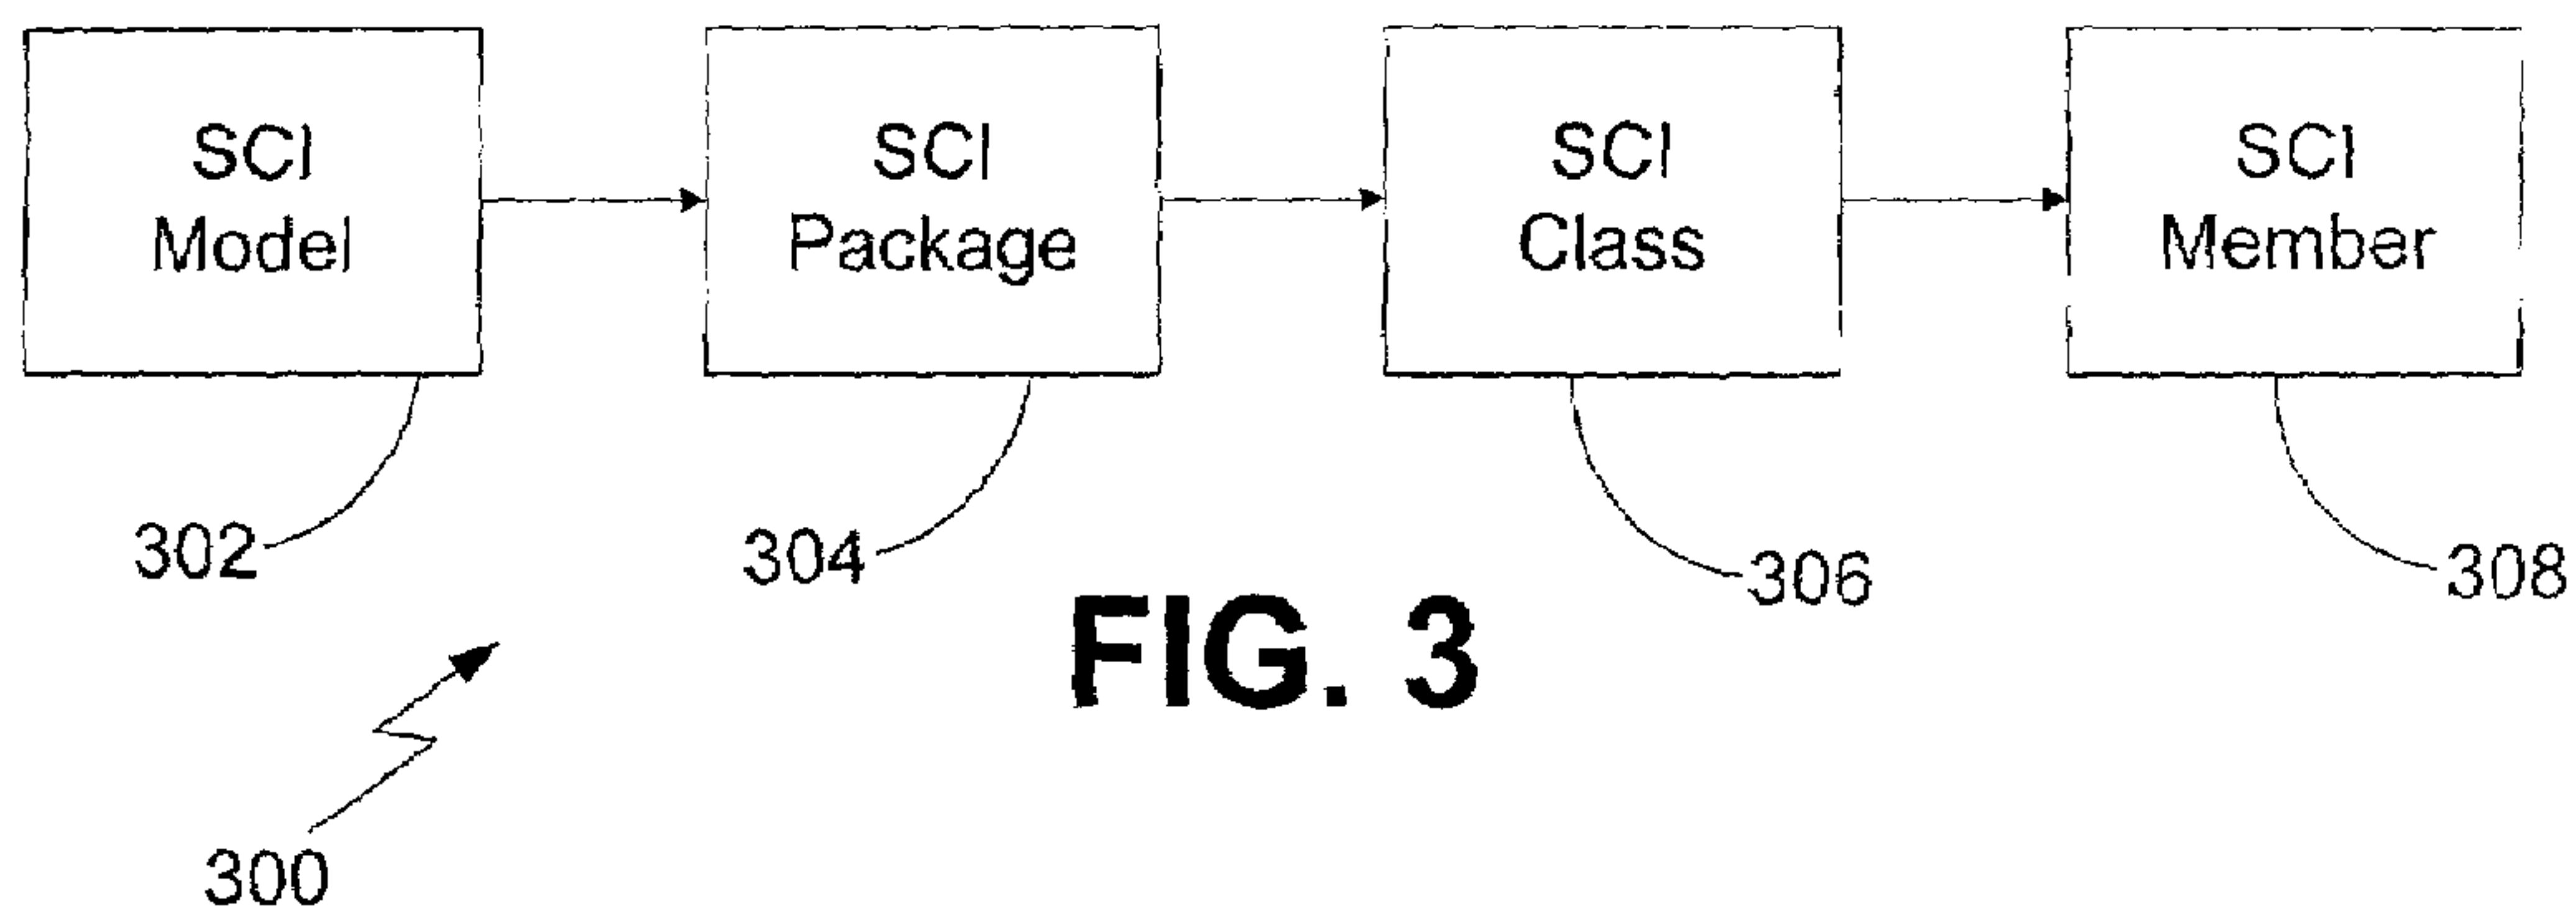 SCI
Model
SCI
Package
SCI
Class
SCI
Member
302
304
306
308
FIG. 3
300